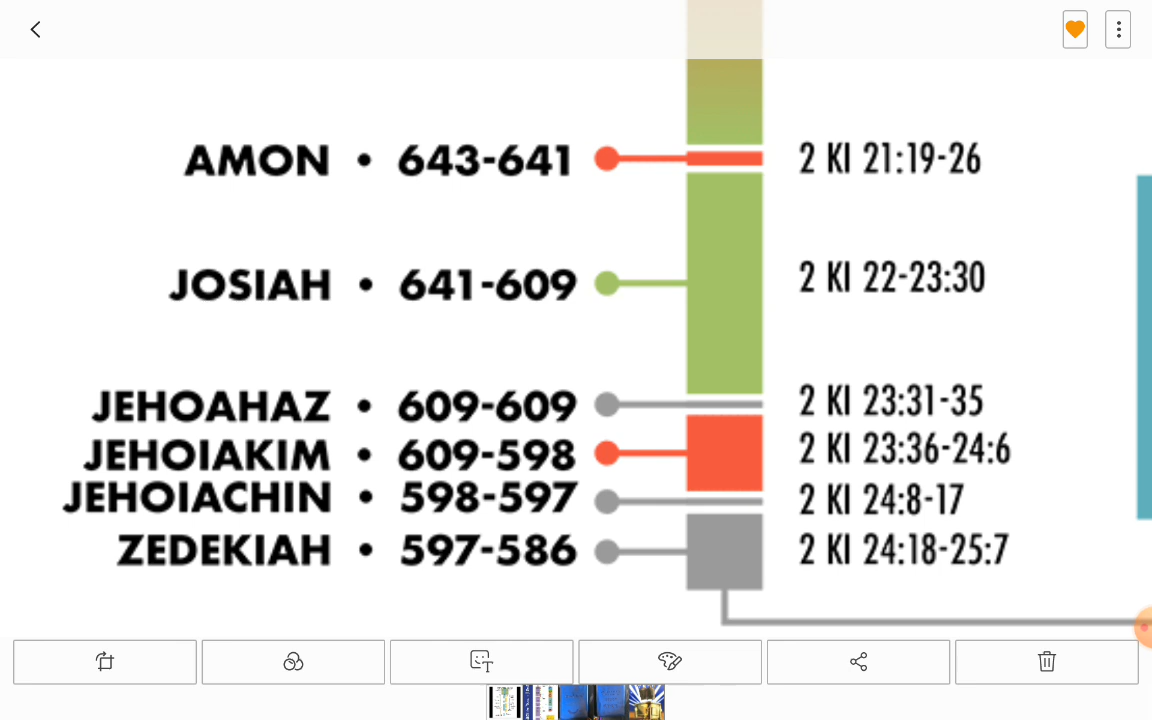 AMON • 643-641 2 KI 21:19-26
JOSIAH • 641-609 2 KI 22-23:30
JEHOAHAZ • 609-609 2 KI 23:31-35
JEHOIAKIM • 609-598 2 KI 23:36-24:6
JEHOIACHIN • 598-597 2 KI 24:8-17
ZEDEKIAH • 597-586 2 KI 24:18-25:7